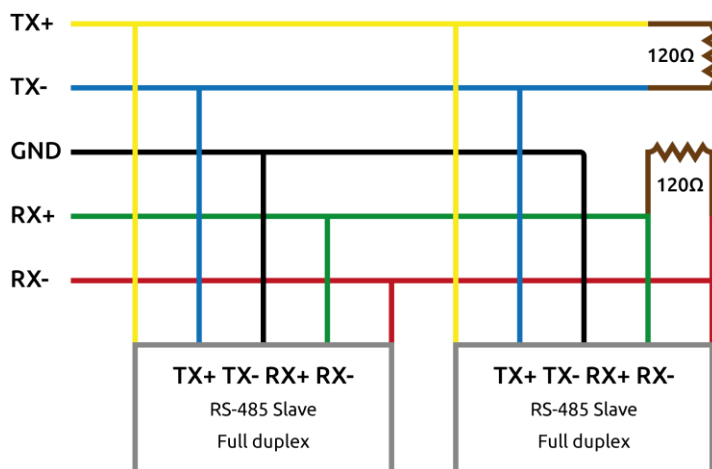 TX+
120Ω
TX-
GND
120Ω
RX+
RX-
TX+ TX- RX+ RX-
RS-485 Slave
Full duplex
TX+ TX- RX+ RX-
RS-485 Slave
Full duplex